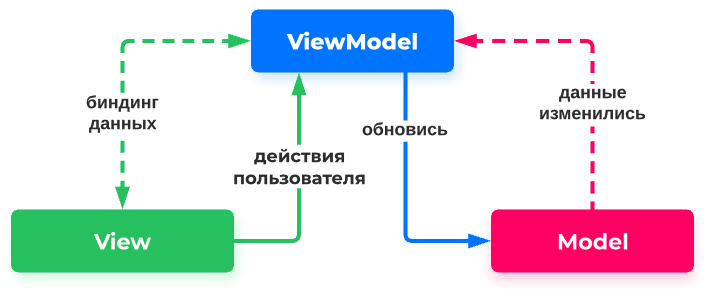 ViewModel
биндинг
данных
действия
пользователя
обновись
данные
изменились
View
Model